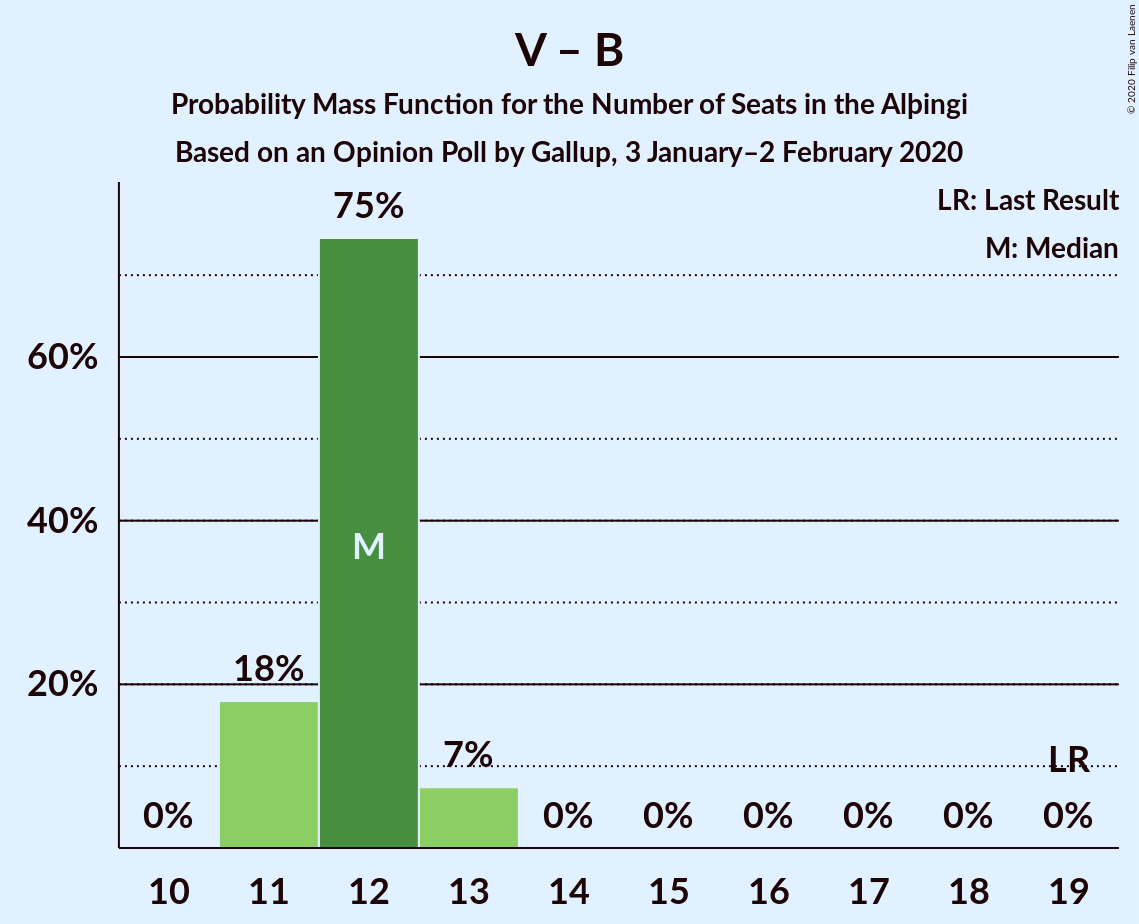 V – B
Probability Mass Function for the Number of Seats in the Alþingi
Based on an Opinion Poll by Gallup, 3 January–2 February 2020
© 2020 Filip van Laenen
LR: Last Result
M: Median
75%
60%
40%
20%
M
18%
7%
LR
0%
0%
0%
0%
0%
0%
0%
10 11 12 13 14 15 16 17 18 19